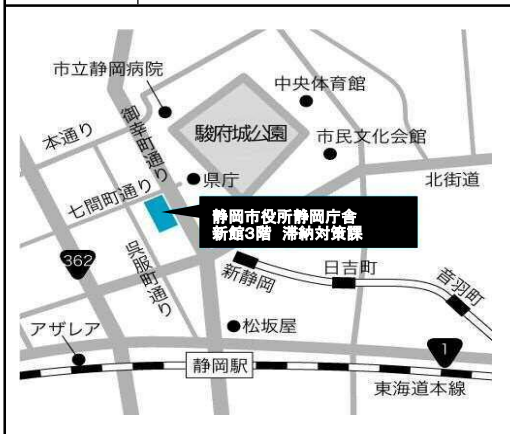 市立静岡病院
中央体育館
御幸町通り
本通り
駿府城公園
市民文化会館
県庁
北街道
七間町通り
静岡市役所静岡庁舎
新館3階 滞納対策課
呉服町通り
362
新静岡
日吉町
音羽町
アザレア
松坂屋
静岡駅
1
東海道本線